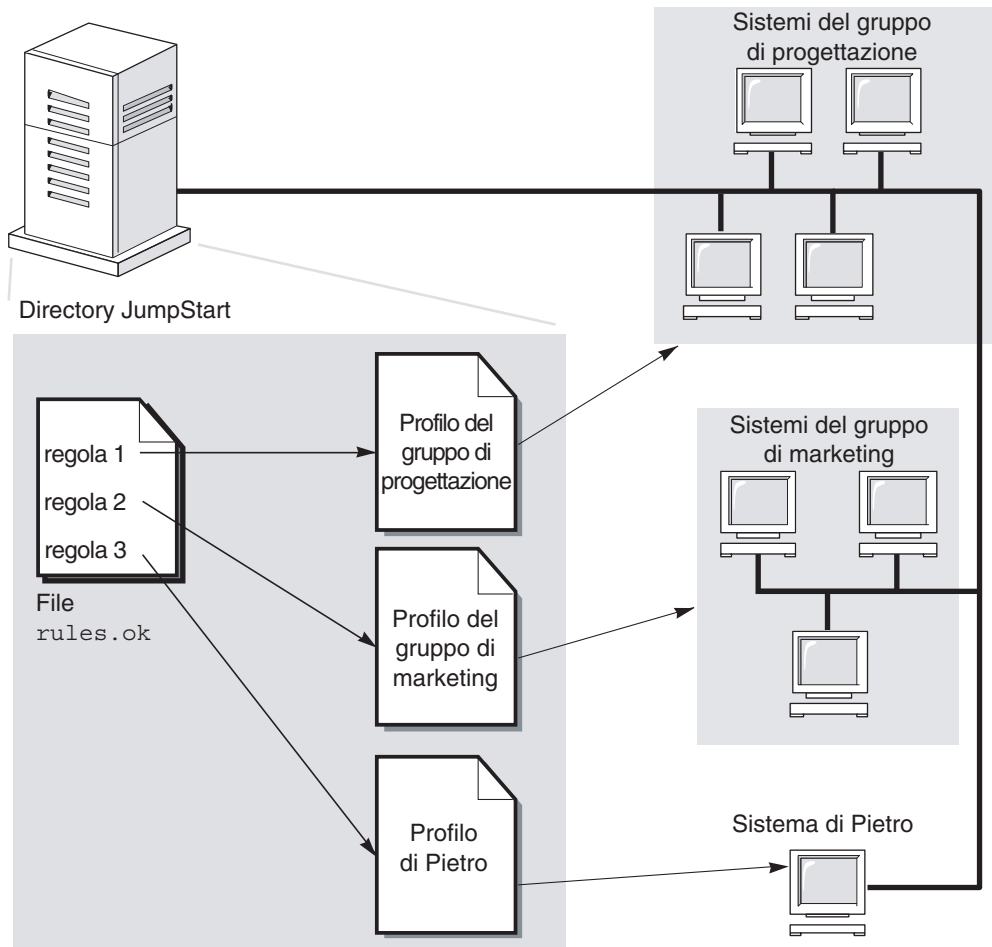 Sistemi del gruppo
di progettazione
Directory JumpStart
regola 1
regola 2
regola 3
File
rules.ok
Profilo del
gruppo di
progettazione
Profilo del
gruppo di
marketing
Profilo
di Pietro
Sistemi del gruppo
di marketing
Sistema di Pietro